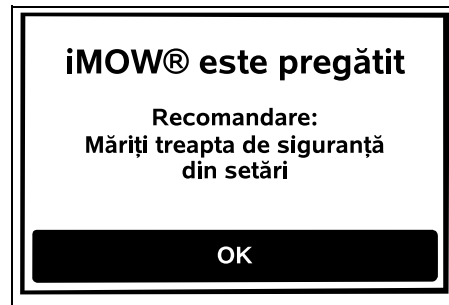 iMOW® este pregătit
Recomandare:
Măriți treapta de siguranță
din setări
OK